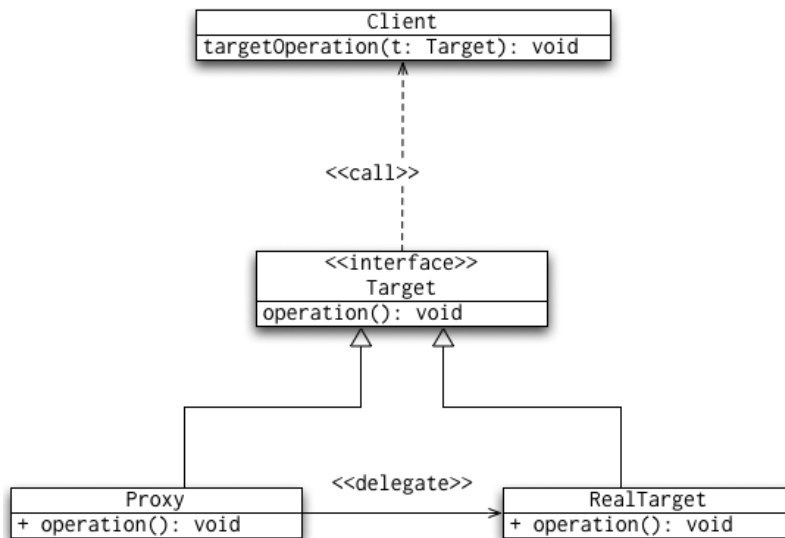 Client
targetOperation(t: Target): void
<<call>>
<<interface>>
Target
operation(): void
<<delegate>>
Proxy
+ operation(): void
RealTarget
+ operation(): void